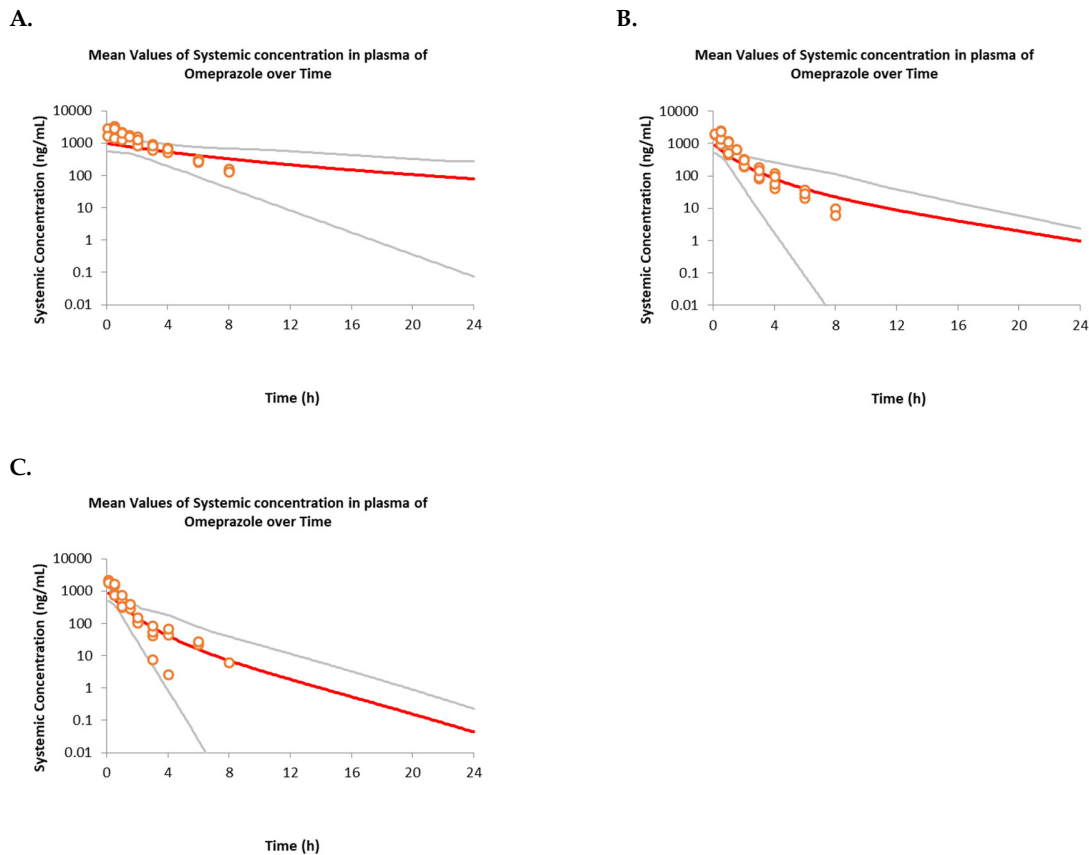 A.
Mean Values of Systemic concentration in plasma of
Omeprazole over Time
Systemic Concentration (ng/mL)
10000
1000
100
10
1
0.1
0.01
0 4 8 12 16 20 24
Time (h)
B.
Mean Values of Systemic concentration in plasma of
Omeprazole over Time
Systemic Concentration (ng/mL)
10000
1000
100
10
1
0.1
0.01
0 4 8 12 16 20 24
Time (h)
C.
Mean Values of Systemic concentration in plasma of
Omeprazole over Time
Systemic Concentration (ng/mL)
10000
1000
100
10
1
0.1
0.01
0 4 8 12 16 20 24
Time (h)